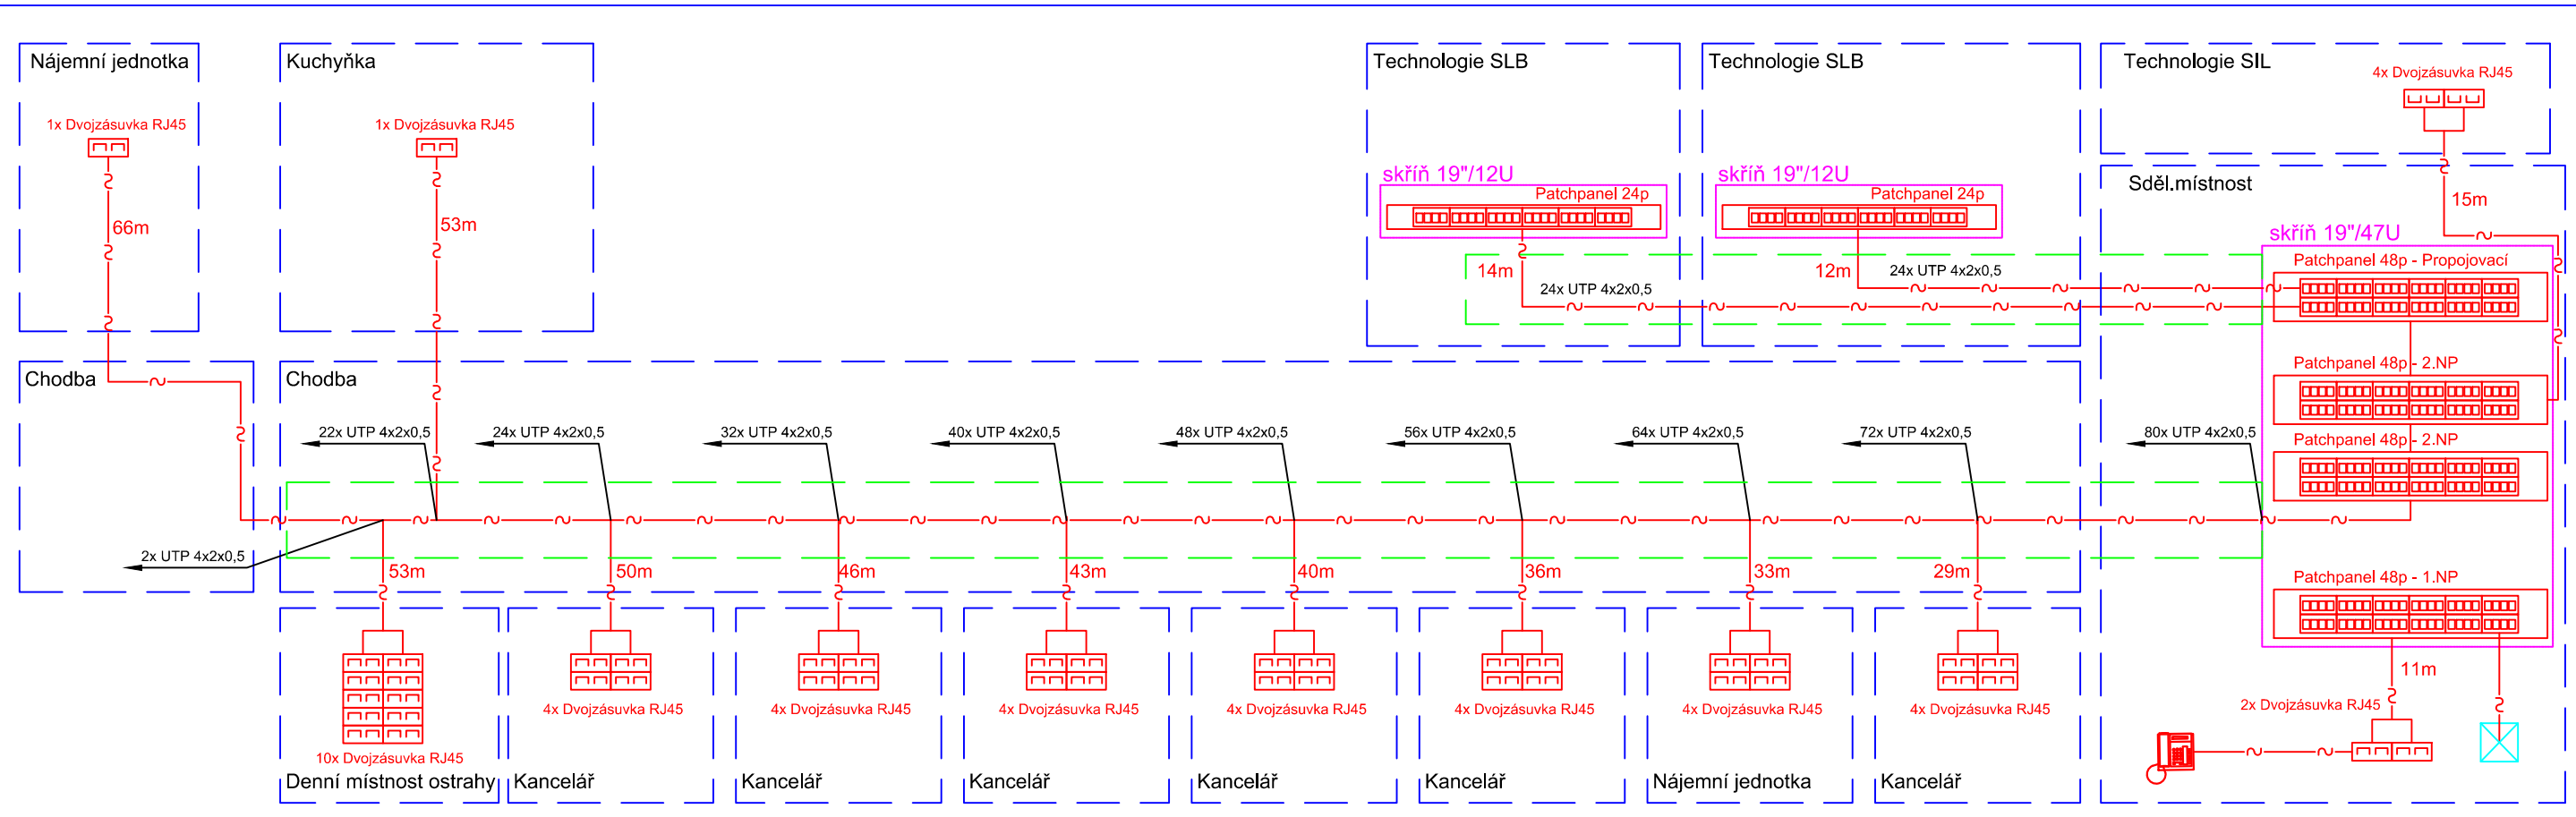 Nájemní jednotka
1x Dvojzásuvka RJ45
66m
Kuchyňka
1x Dvojzásuvka RJ45
53m
Technologie SLB
skříň 19"/12U
Patchpanel 24p
14m
24x UTP 4x2x0,5
Technologie SLB
skříň 19"/12U
Patchpanel 24p
12m
24x UTP 4x2x0,5
Technologie SIL
4x Dvojzásuvka RJ45
Sděl.místnost
15m
skříň 19"/47U
Patchpanel 48p - Propojovací
Patchpanel 48p - 2.NP
Patchpanel 48p - 2.NP
Patchpanel 48p - 1.NP
Chodba
Chodba
22x UTP 4x2x0,5
24x UTP 4x2x0,5
32x UTP 4x2x0,5
40x UTP 4x2x0,5
48x UTP 4x2x0,5
56x UTP 4x2x0,5
64x UTP 4x2x0,5
72x UTP 4x2x0,5
80x UTP 4x2x0,5
2x UTP 4x2x0,5
53m
50m
46m
43m
40m
36m
33m
29m
11m
2x Dvojzásuvka RJ45
10x Dvojzásuvka RJ45
Denní místnost ostrahy
4x Dvojzásuvka RJ45
Kancelář
4x Dvojzásuvka RJ45
Kancelář
4x Dvojzásuvka RJ45
Kancelář
4x Dvojzásuvka RJ45
Kancelář
4x Dvojzásuvka RJ45
Kancelář
4x Dvojzásuvka RJ45
Nájemní jednotka
4x Dvojzásuvka RJ45
Kancelář